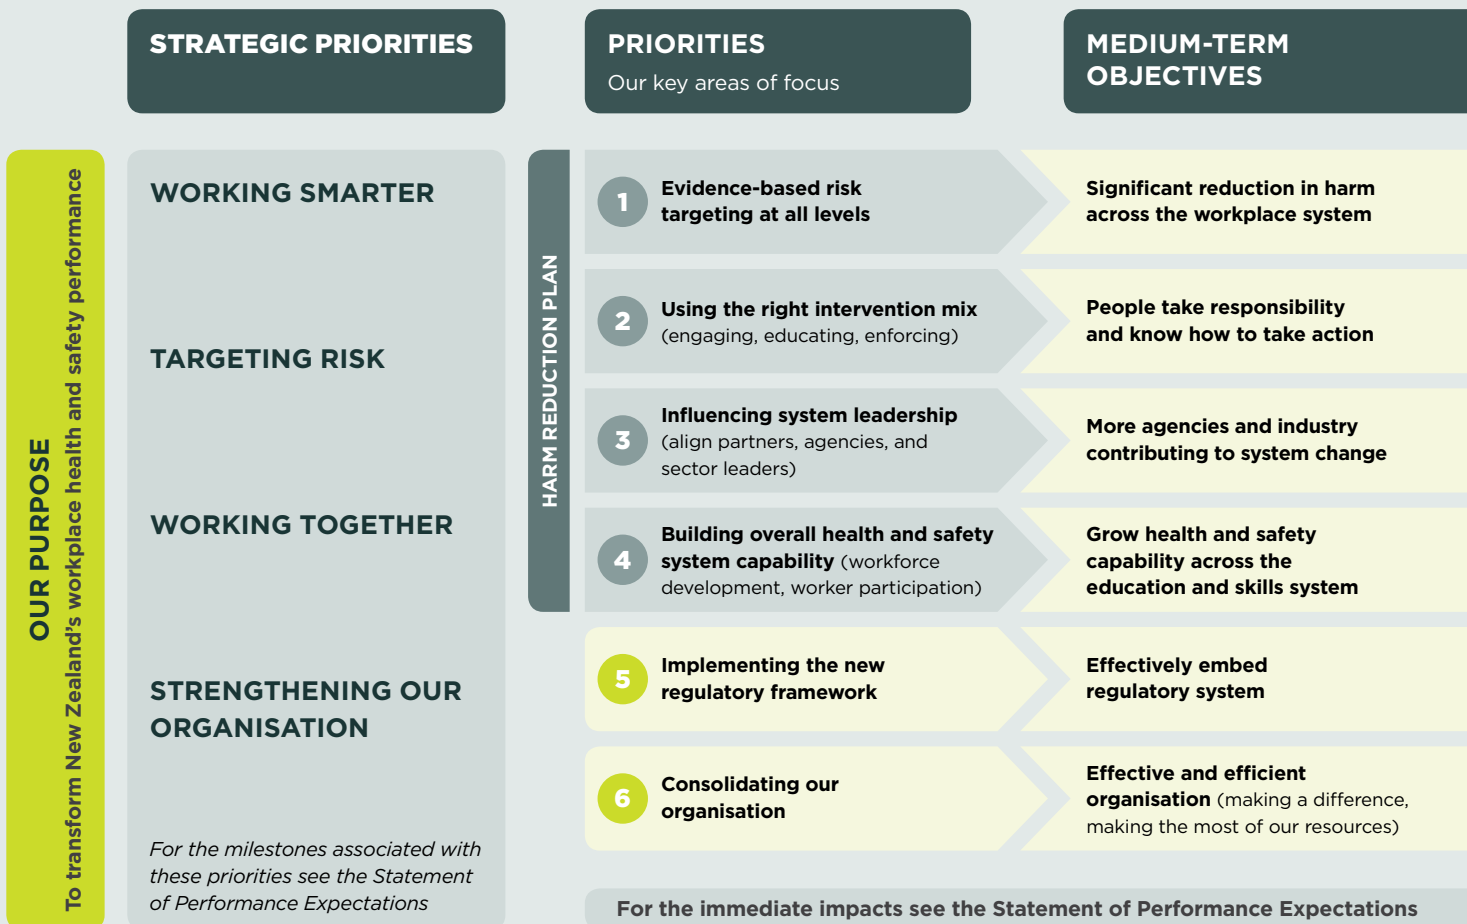 STRATEGIC PRIORITIES
PRIORITIES
Our key areas of focus
MEDIUM-TERM
OBJECTIVES
OUR PURPOSE
To transform New Zealand's workplace health and safety performance
WORKING SMARTER
TARGETING RISK
WORKING TOGETHER
STRENGTHENING OUR
ORGANISATION
For the milestones associated with
these priorities see the Statement
of Performance Expectations
HARM REDUCTION PLAN
1
Evidence-based risk
targeting at all levels
Significant reduction in harm
across the workplace system
2
Using the right intervention mix
(engaging, educating, enforcing)
People take responsibility
and know how to take action
3
Influencing system leadership
(align partners, agencies, and
sector leaders)
More agencies and industry
contributing to system change
4
Building overall health and safety
system capability (workforce
development, worker participation)
Grow health and safety
capability across the
education and skills system
5
Implementing the new
regulatory framework
Effectively embed
regulatory system
6
Consolidating our
organisation
Effective and efficient
organisation (making a difference,
making the most of our resources)
For the immediate impacts see the Statement of Performance Expectations